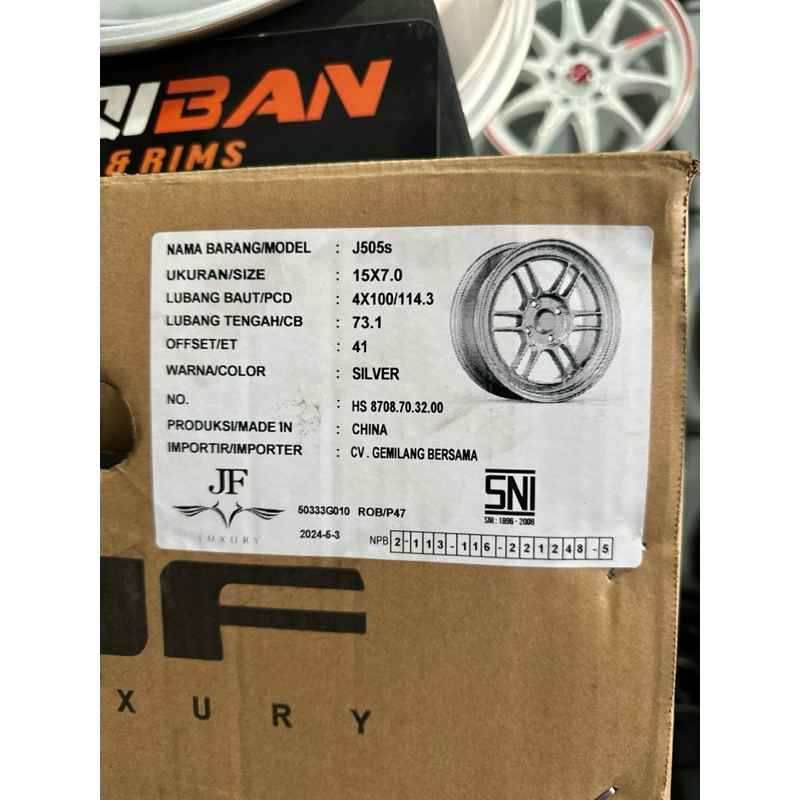 QIBAN
& RIMS
NAMA BARANG/MODEL : J505s
UKURAN/SIZE : 15X7.0
LUBANG BAUT/PCD : 4X100/114.3
LUBANG TENGAH/CB : 73.1
OFFSET/ET : 41
WARNA/COLOR : SILVER
NO. : HS 8708.70.32.00
PRODUKSI/MADE IN : CHINA
IMPORTIR/IMPORTER : CV . GEMILANG BERSAMA
JF
LUXURY
50333G010 ROB/P47
2024-5-3
SNI
SNI : 1896 - 2008
NPB 2-113-116-221248-5
JF
XURY